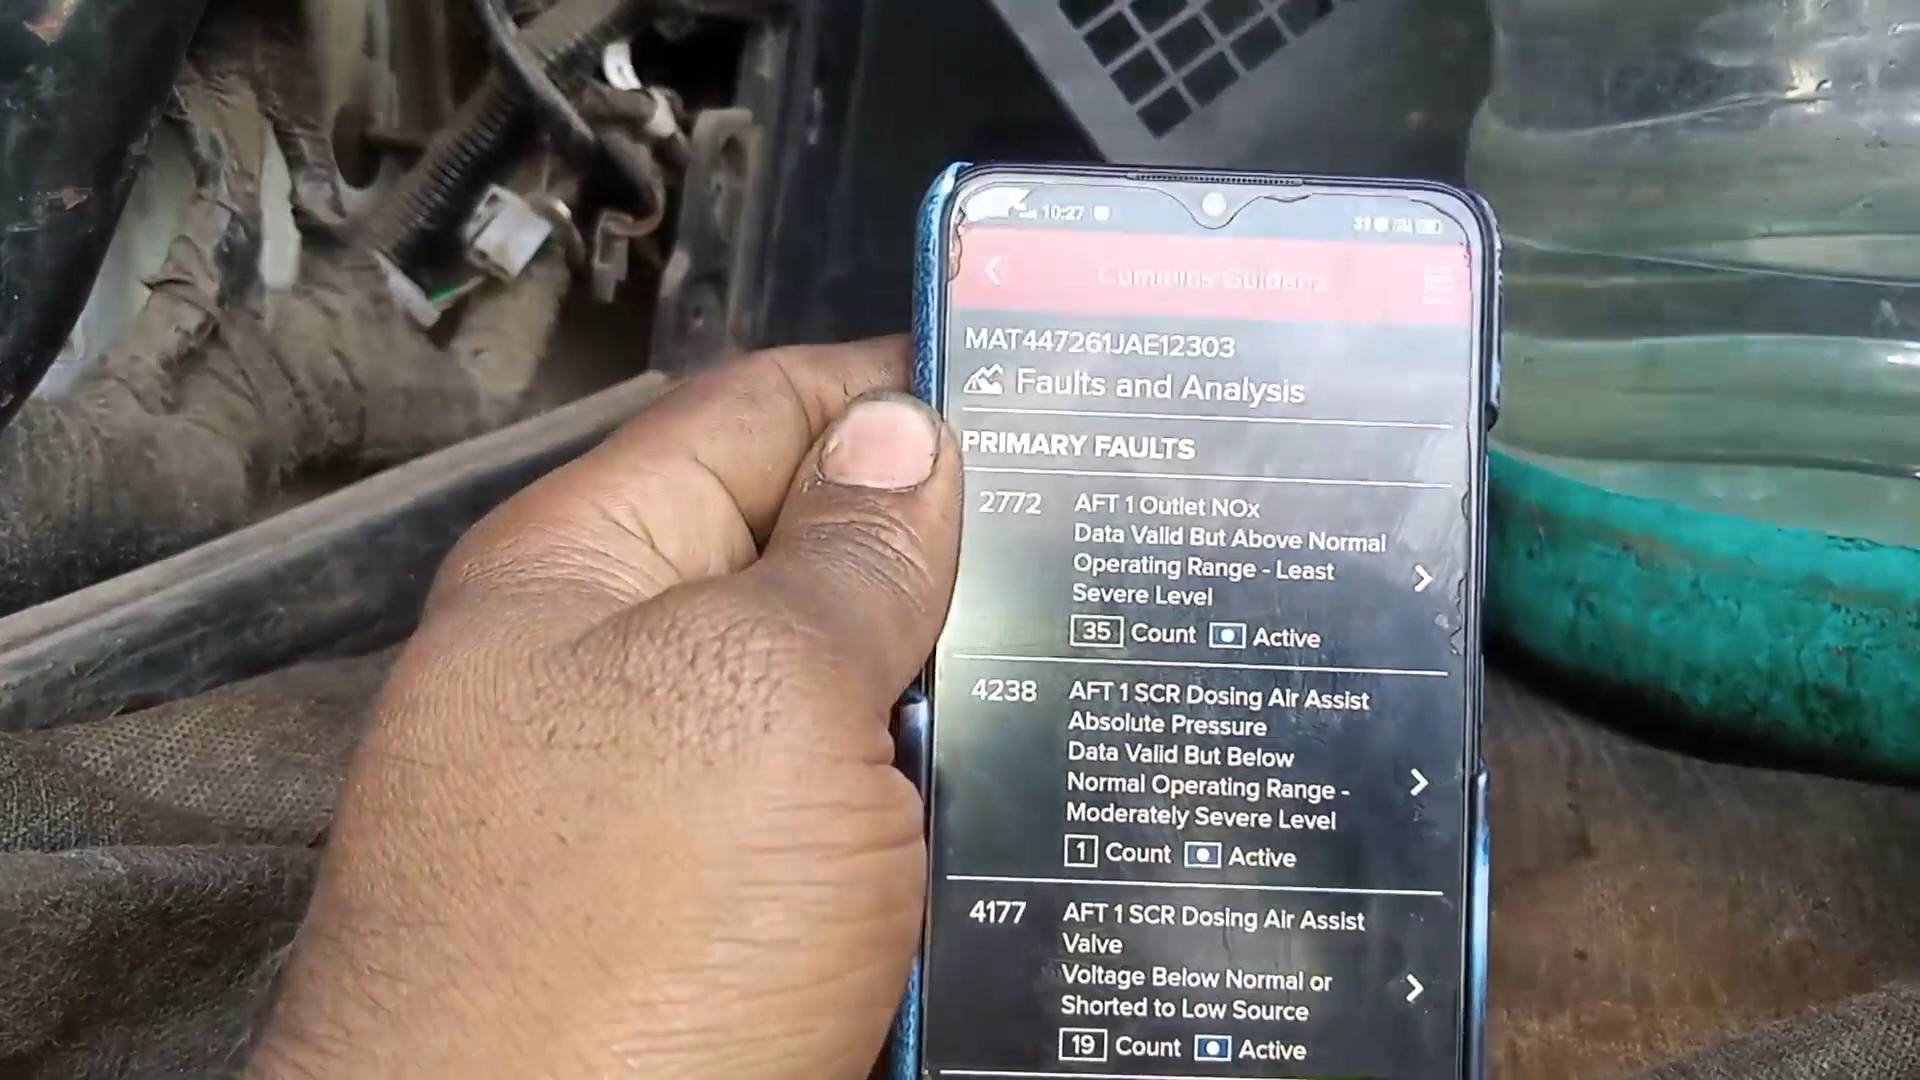 10:27
Cummins Guidanz
MAT447261JAE12303
Faults and Analysis
PRIMARY FAULTS
2772 AFT 1 Outlet NOx
Data Valid But Above Normal
Operating Range - Least
Severe Level
35 Count Active
4238 AFT 1 SCR Dosing Air Assist
Absolute Pressure
Data Valid But Below
Normal Operating Range -
Moderately Severe Level
1 Count Active
4177 AFT 1 SCR Dosing Air Assist
Valve
Voltage Below Normal or
Shorted to Low Source
19 Count Active